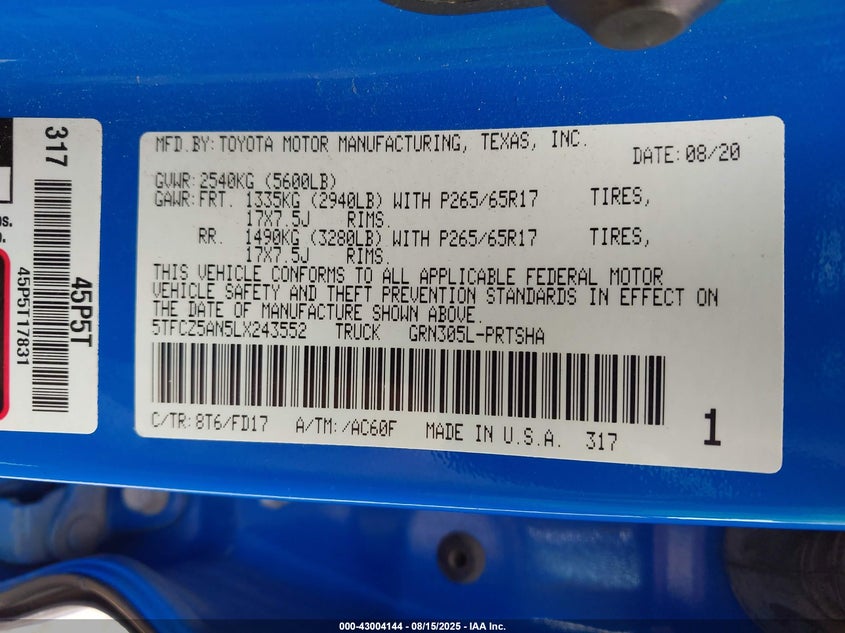 MFD.BY: TOYOTA MOTOR MANUFACTURING, TEXAS, INC.
DATE: 08/20
GVWR: 2540KG (5600LB)
GAWR: FRT. 1335KG (2940LB) WITH P265/65R17 TIRES,
17X7.5J RIMS.
RR. 1490KG (3280LB) WITH P265/65R17 TIRES,
17X7.5J RIMS.
THIS VEHICLE CONFORMS TO ALL APPLICABLE FEDERAL MOTOR
VEHICLE SAFETY AND THEFT PREVENTION STANDARDS IN EFFECT ON
THE DATE OF MANUFACTURE SHOWN ABOVE.
5TFCZ5AN5LX243552 TRUCK GRN305L-PRTSHA
C/TR: 8T6/FD17 A/TM: /AC60F MADE IN U.S.A. 317
1
317
45P5T
45P5T17831
000-43004144 - 08/15/2025 - IAA Inc.